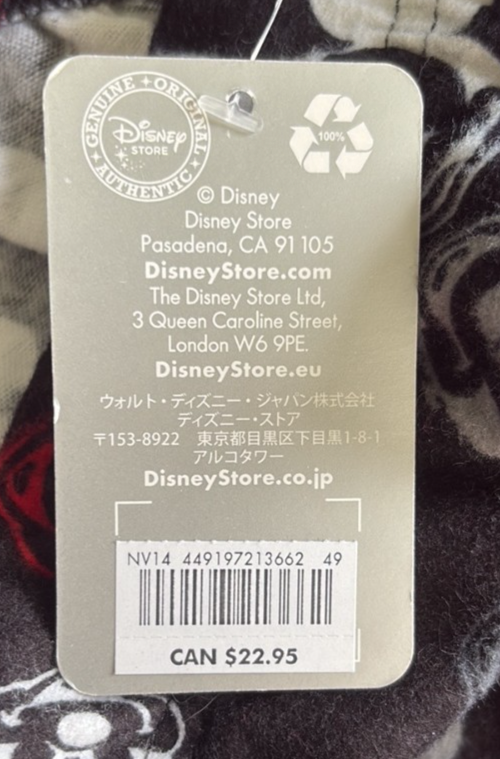 GENUINE ✦ ORIGINAL ✦ AUTHENTIC ✦
Disney
STORE
100%
© Disney
Disney Store
Pasadena, CA 91105
DisneyStore.com
The Disney Store Ltd,
3 Queen Caroline Street,
London W6 9PE.
DisneyStore.eu
ウォルト・ディズニー・ジャパン株式会社
ディズニー・ストア
〒153-8922 東京都目黒区下目黒1-8-1
アルコタワー
DisneyStore.co.jp
NV14 449197213662 49
CAN $22.95